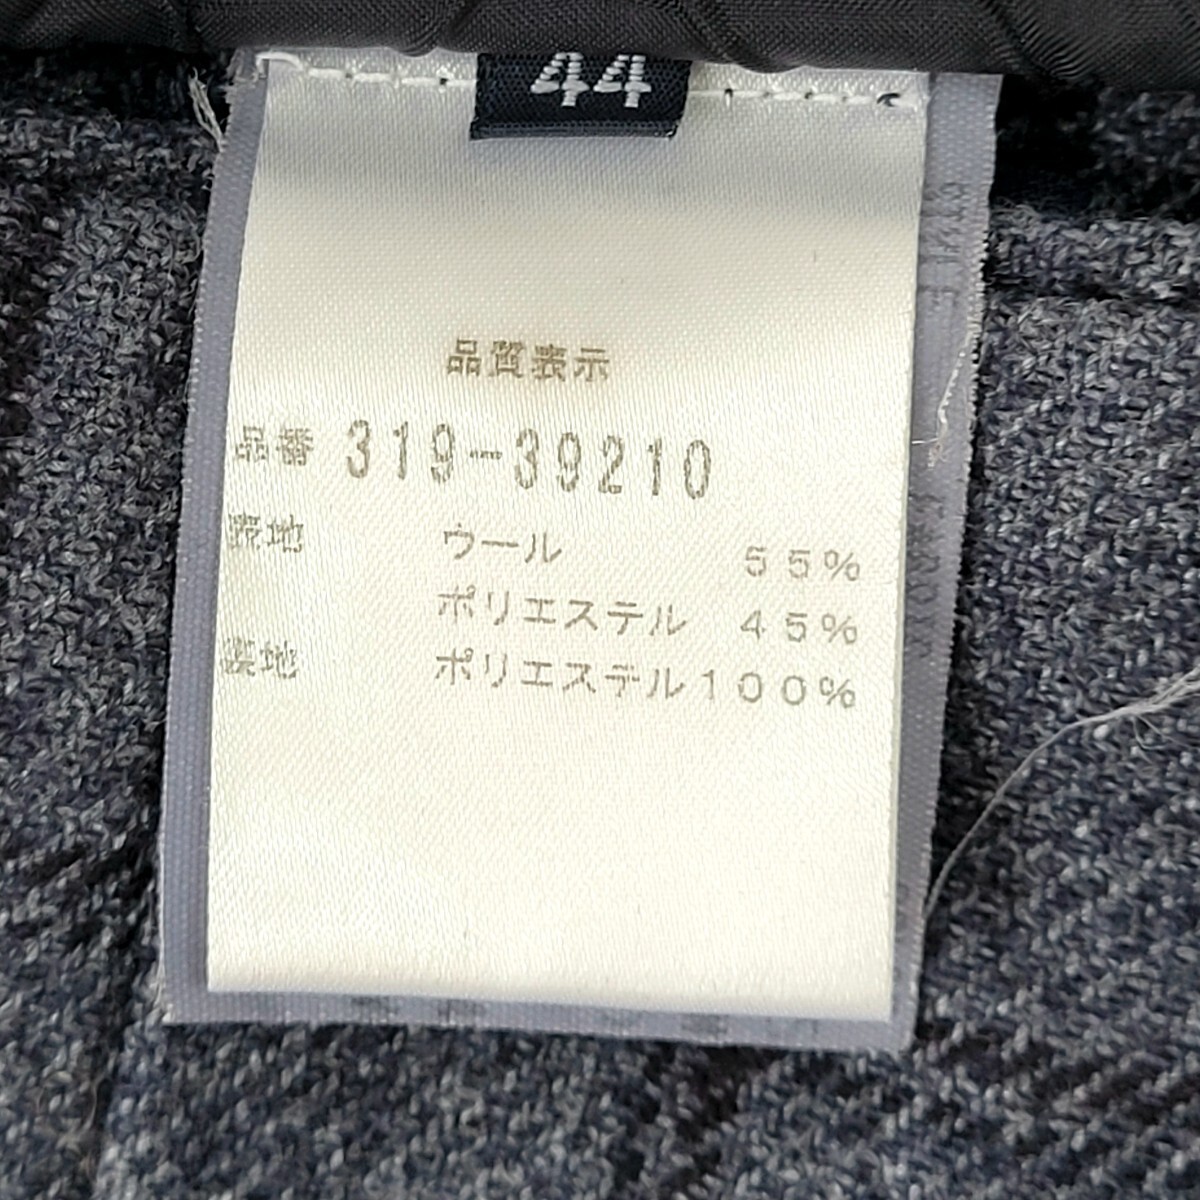 44
品質表示
品番 319-39210
表地 ウール 55%
ポリエステル 45%
裏地 ポリエステル100%